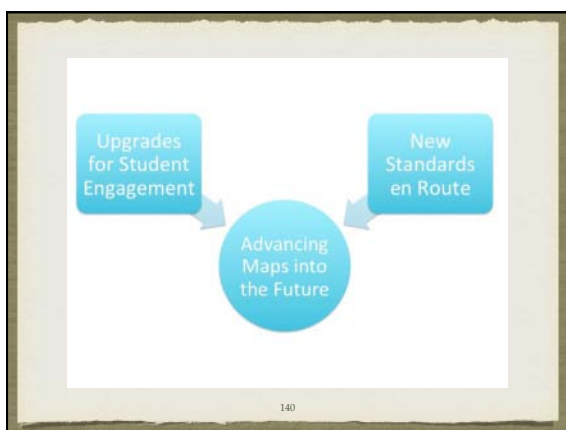 Upgrades
for Student
Engagement
New
Standards
en Route
Advancing
Maps into
the Future
140